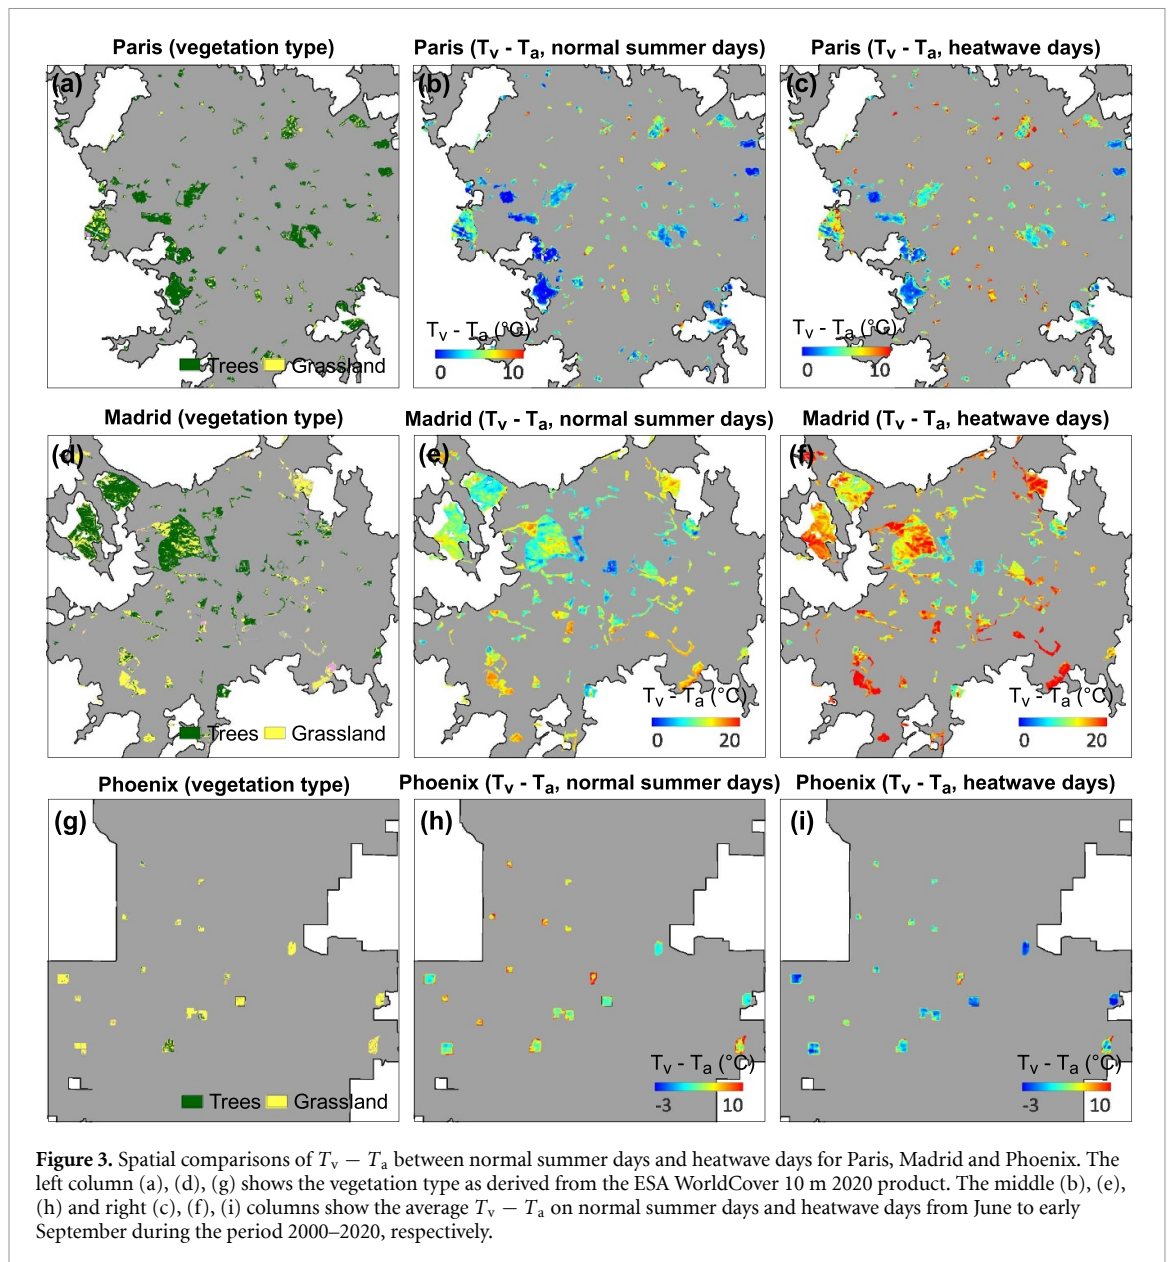 Paris (vegetation type)
Paris (Tv - Ta, normal summer days)
Paris (Tv - Ta, heatwave days)
(a)
(b)
(c)
Trees Grassland
Tv - Ta (°C)
0 10
Tv - Ta (°C)
0 10
Madrid (vegetation type)
Madrid (Tv - Ta, normal summer days)
Madrid (Tv - Ta, heatwave days)
(d)
(e)
(f)
Trees Grassland
Tv - Ta (°C)
0 20
Tv - Ta (°C)
0 20
Phoenix (vegetation type)
Phoenix (Tv - Ta, normal summer days)
Phoenix (Tv - Ta, heatwave days)
(g)
(h)
(i)
Trees Grassland
Tv - Ta (°C)
-3 10
Tv - Ta (°C)
-3 10
Figure 3. Spatial comparisons of Tv − Ta between normal summer days and heatwave days for Paris, Madrid and Phoenix. The
left column (a), (d), (g) shows the vegetation type as derived from the ESA WorldCover 10 m 2020 product. The middle (b), (e),
(h) and right (c), (f), (i) columns show the average Tv − Ta on normal summer days and heatwave days from June to early
September during the period 2000–2020, respectively.